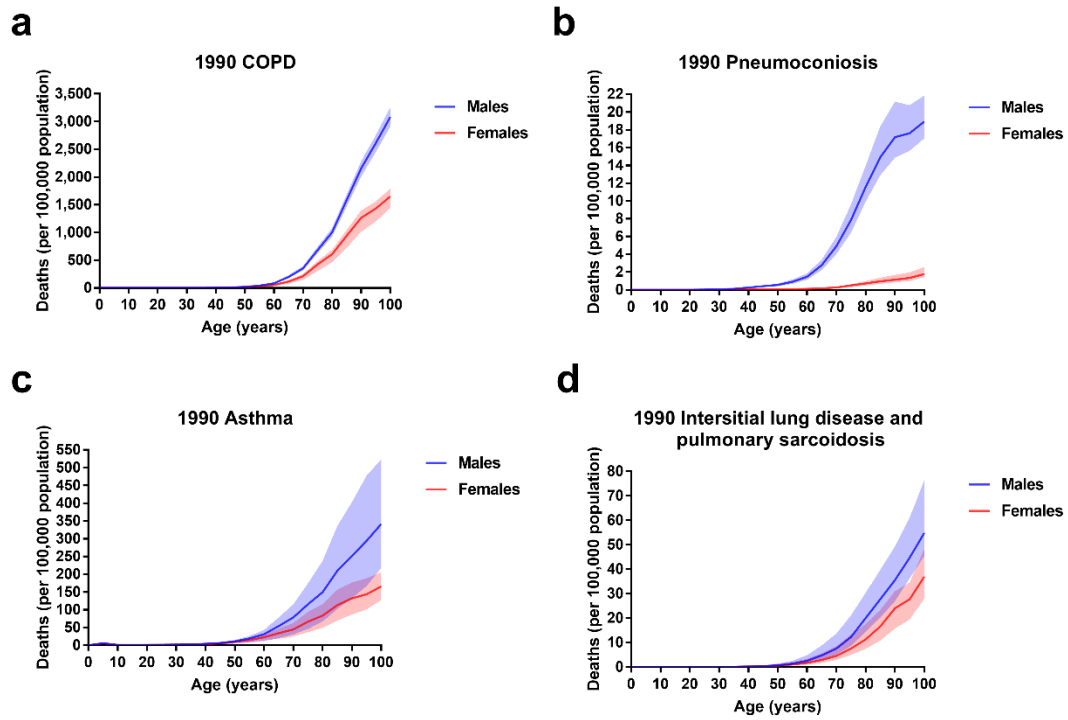 a
1990 COPD
Deaths (per 100,000 population)
3,500
3,000
2,500
2,000
1,500
1,000
500
0
0 10 20 30 40 50 60 70 80 90 100
Age (years)
Males
Females
b
1990 Pneumoconiosis
Deaths (per 100,000 population)
22
20
18
16
14
12
10
8
6
4
2
0
0 10 20 30 40 50 60 70 80 90 100
Age (years)
Males
Females
c
1990 Asthma
Deaths (per 100,000 population)
550
500
450
400
350
300
250
200
150
100
50
0
0 10 20 30 40 50 60 70 80 90 100
Age (years)
Males
Females
d
1990 Intersitial lung disease and
pulmonary sarcoidosis
Deaths (per 100,000 population)
80
70
60
50
40
30
20
10
0
0 10 20 30 40 50 60 70 80 90 100
Age (years)
Males
Females